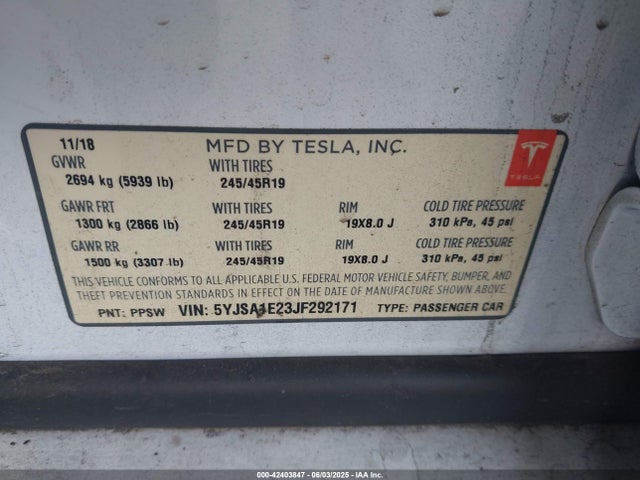 11/18 MFD BY TESLA, INC.
GVWR WITH TIRES
2694 kg (5939 lb) 245/45R19
TESLA
GAWR FRT WITH TIRES RIM COLD TIRE PRESSURE
1300 kg (2866 lb) 245/45R19 19X8.0 J 310 kPa, 45 psi
GAWR RR WITH TIRES RIM COLD TIRE PRESSURE
1500 kg (3307 lb) 245/45R19 19X8.0 J 310 kPa, 45 psi
THIS VEHICLE CONFORMS TO ALL APPLICABLE U.S. FEDERAL MOTOR VEHICLE SAFETY, BUMPER, AND
THEFT PREVENTION STANDARDS IN EFFECT ON THE DATE OF MANUFACTURE SHOWN ABOVE.
PNT: PPSW VIN: 5YJSA1E23JF292171 TYPE: PASSENGER CAR
000-42403847 - 06/03/2025 - IAA Inc.